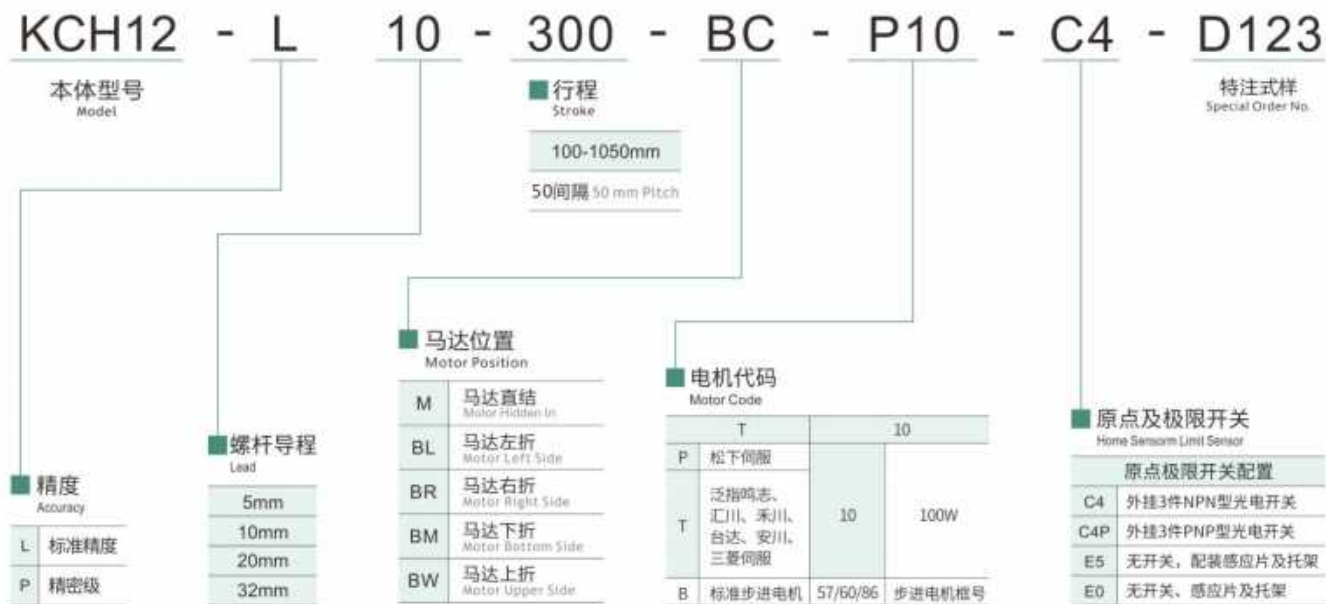 KCH12 - L 10 - 300 - BC - P10 - C4 - D123
本体型号
Model
行程
Stroke
100-1050mm
50间隔 50 mm Pitch
特注式样
Special Order No.
马达位置
Motor Position
M 马达直结
Motor Hidden In
BL 马达左折
Motor Left Side
BR 马达右折
Motor Right Side
BM 马达下折
Motor Bottom Side
BW 马达上折
Motor Upper Side
电机代码
Motor Code
T 10
P 松下伺服
T 泛指鸣志、
汇川、禾川、
台达、安川、
三菱伺服
10 100W
B 标准步进电机 57/60/86 步进电机框号
原点及极限开关
Home Sensorm Limit Sensor
原点极限开关配置
C4 外挂3件NPN型光电开关
C4P 外挂3件PNP型光电开关
E5 无开关，配装感应片及托架
E0 无开关、感应片及托架
螺杆导程
Lead
5mm
10mm
20mm
32mm
精度
Accuracy
L 标准精度
P 精密级